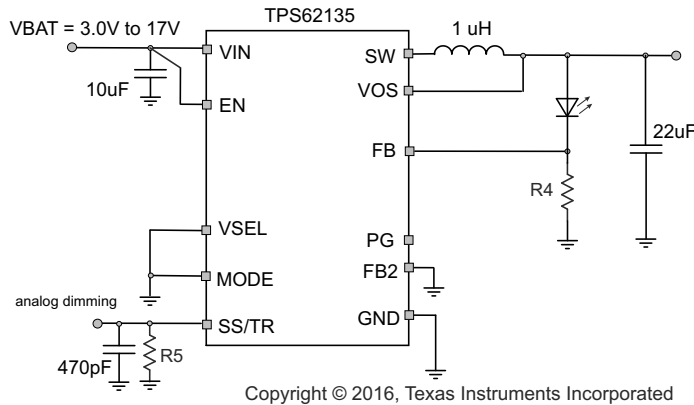 TPS62135
VBAT = 3.0V to 17V
1 uH
VIN
SW
VOS
10uF
EN
22uF
FB
R4
VSEL
PG
MODE
FB2
analog dimming
SS/TR
GND
R5
470pF
Copyright © 2016, Texas Instruments Incorporated